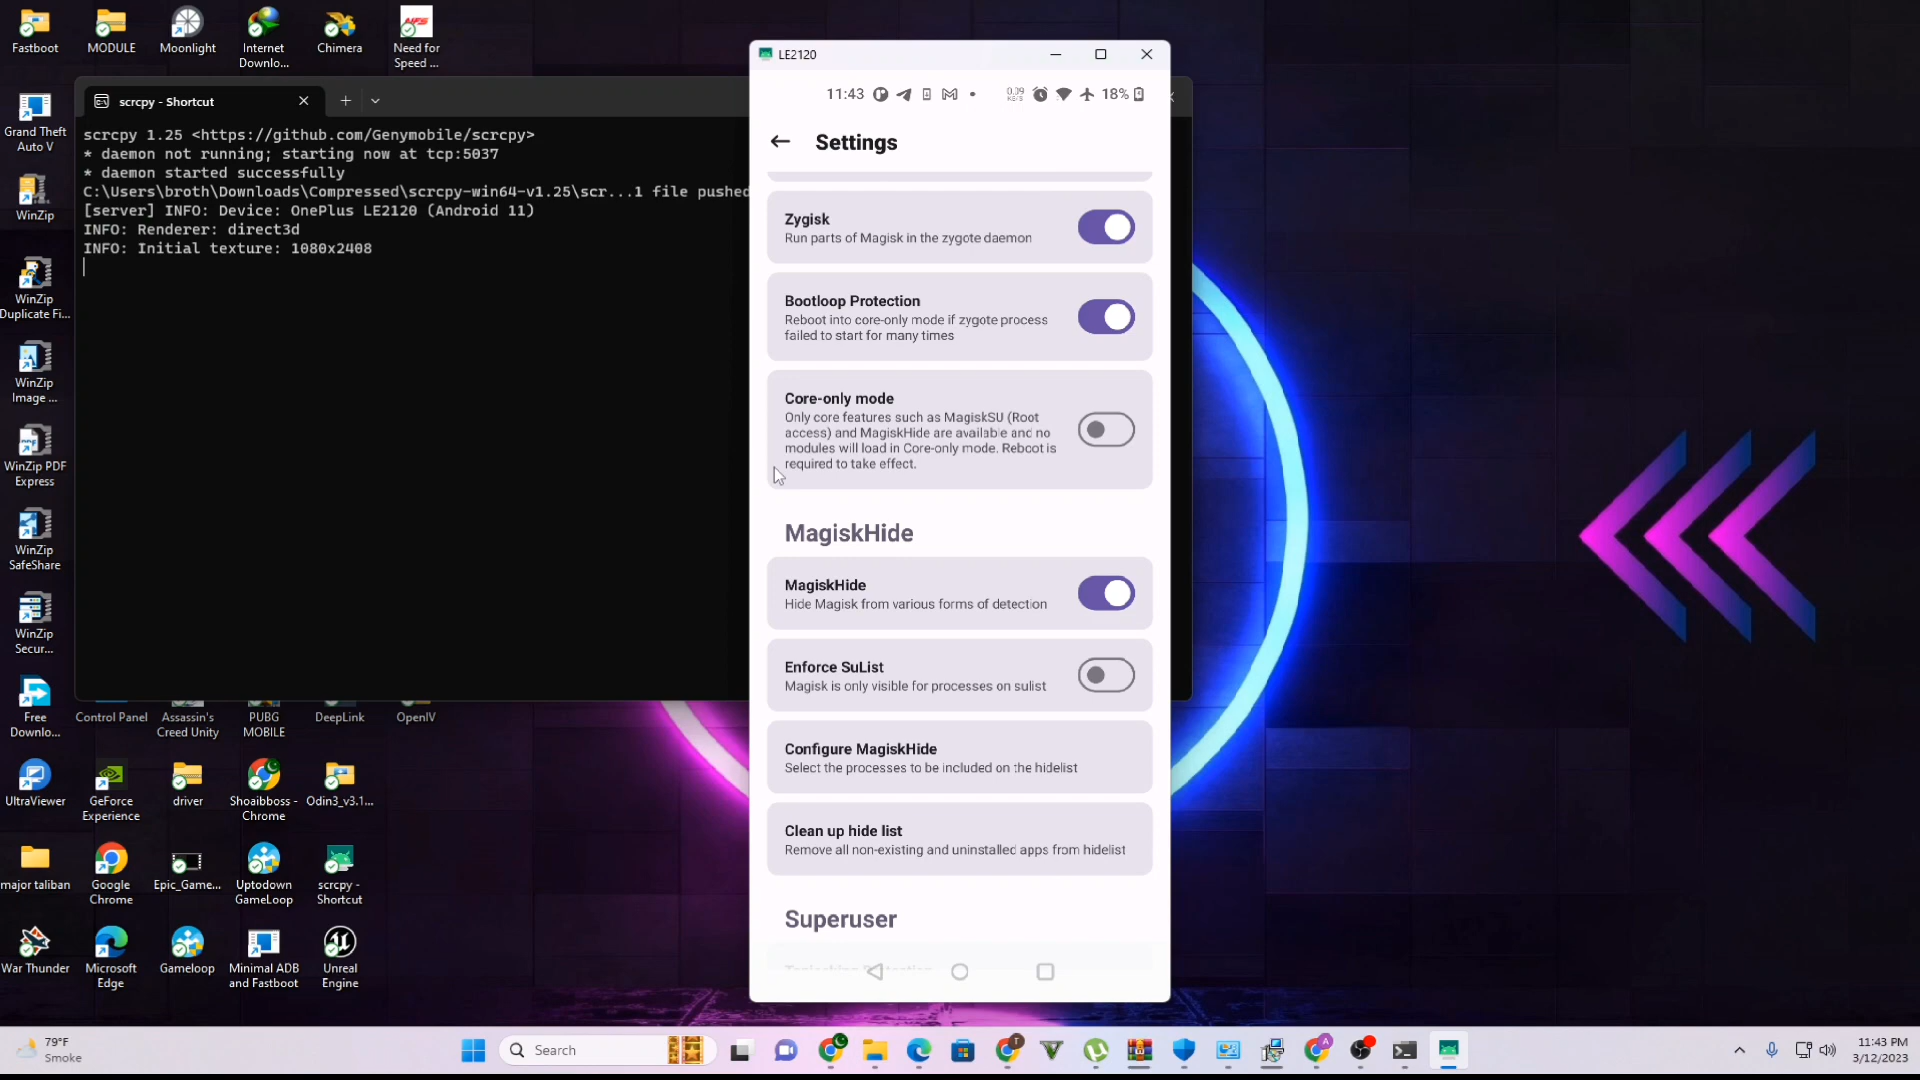 Fastboot
MODULE
Moonlight
Internet
Downlo...
Chimera
Need for
Speed ...
Grand Theft
Auto V
WinZip
WinZip
Duplicate Fi...
WinZip
Image ...
WinZip PDF
Express
WinZip
SafeShare
WinZip
Secur...
Free
Downlo...
Control Panel
Assassin's
Creed Unity
PUBG
MOBILE
DeepLink
OpenIV
UltraViewer
GeForce
Experience
driver
Shoaibboss -
Chrome
Odin3_v3.1...
major taliban
Google
Chrome
Epic_Game...
Uptodown
GameLoop
scrcpy -
Shortcut
War Thunder
Microsoft
Edge
Gameloop
Minimal ADB
and Fastboot
Unreal
Engine
scrcpy - Shortcut
scrcpy 1.25 <https://github.com/Genymobile/scrcpy>
* daemon not running; starting now at tcp:5037
* daemon started successfully
C:\Users\broth\Downloads\Compressed\scrcpy-win64-v1.25\scr...1 file pushed
[server] INFO: Device: OnePlus LE2120 (Android 11)
INFO: Renderer: direct3d
INFO: Initial texture: 1080x2408
LE2120
11:43
0.09
KB/S
18%
Settings
Zygisk
Run parts of Magisk in the zygote daemon
Bootloop Protection
Reboot into core-only mode if zygote process
failed to start for many times
Core-only mode
Only core features such as MagiskSU (Root
access) and MagiskHide are available and no
modules will load in Core-only mode. Reboot is
required to take effect.
MagiskHide
MagiskHide
Hide Magisk from various forms of detection
Enforce SuList
Magisk is only visible for processes on sulist
Configure MagiskHide
Select the processes to be included on the hidelist
Clean up hide list
Remove all non-existing and uninstalled apps from hidelist
Superuser
79°F
Smoke
Search
11:43 PM
3/12/2023